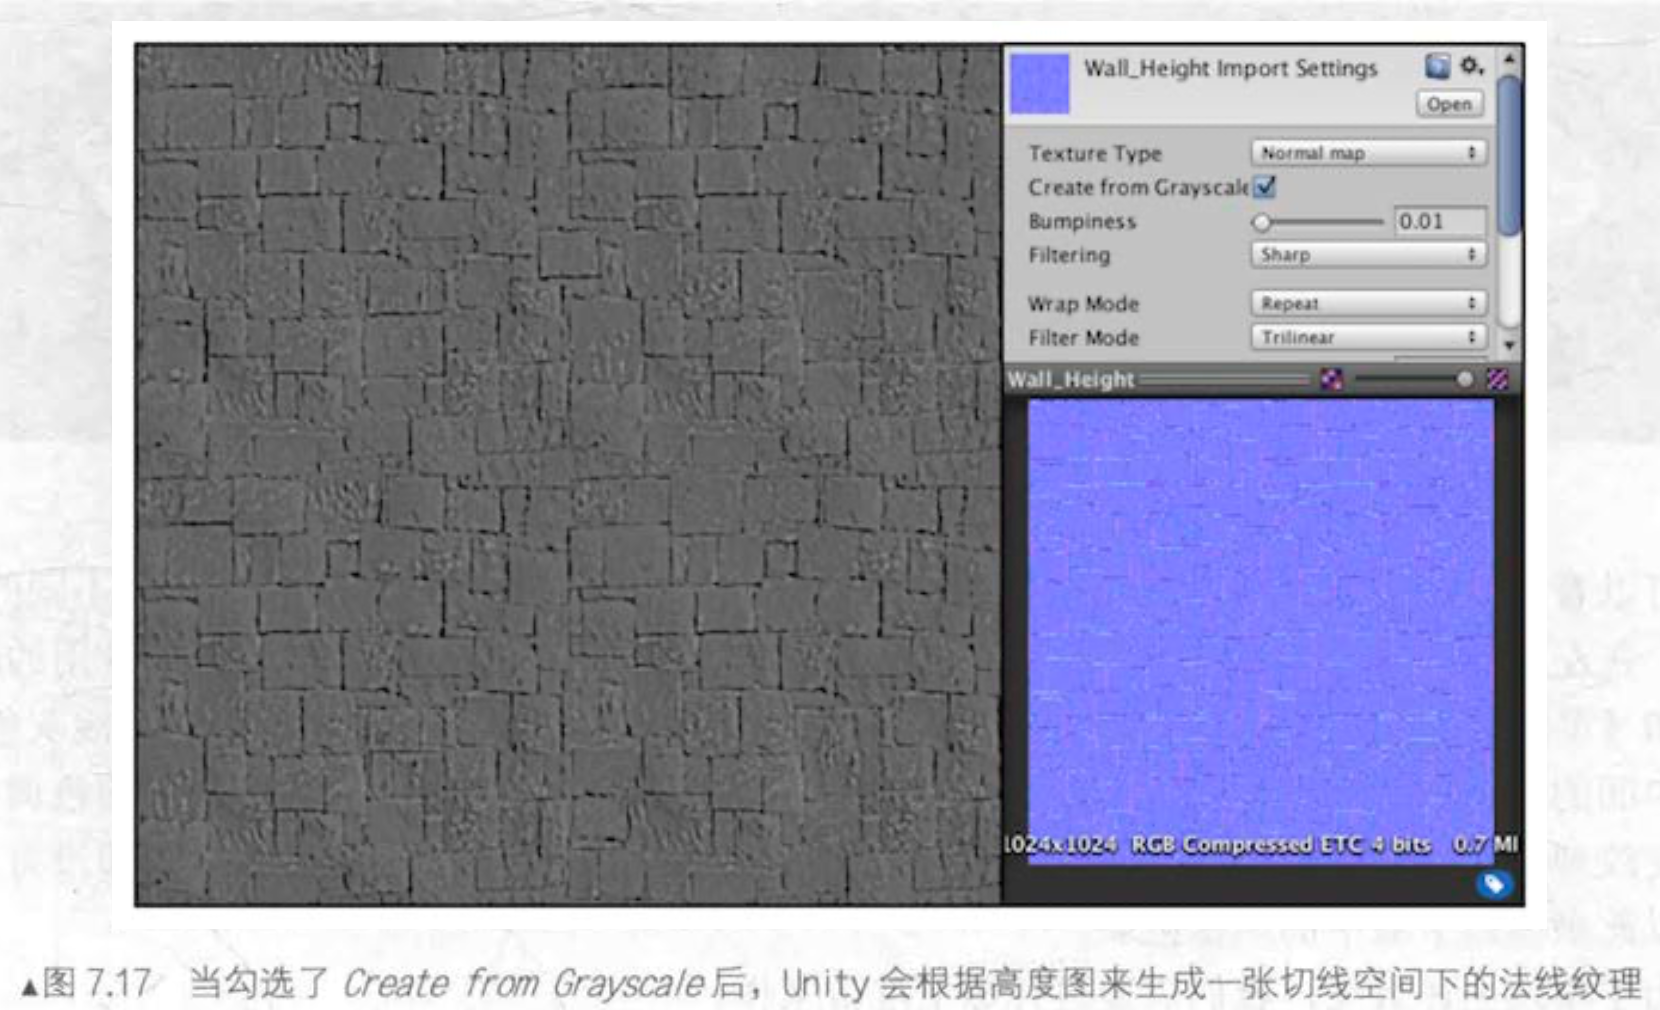 Wall_Height Import Settings
Open
Texture Type Normal map
Create from Grayscale
Bumpiness 0.01
Filtering Sharp
Wrap Mode Repeat
Filter Mode Trilinear
Wall_Height
1024x1024 RGB Compressed ETC 4 bits 0.7 MI
▲图 7.17 当勾选了 Create from Grayscale 后，Unity 会根据高度图来生成一张切线空间下的法线纹理